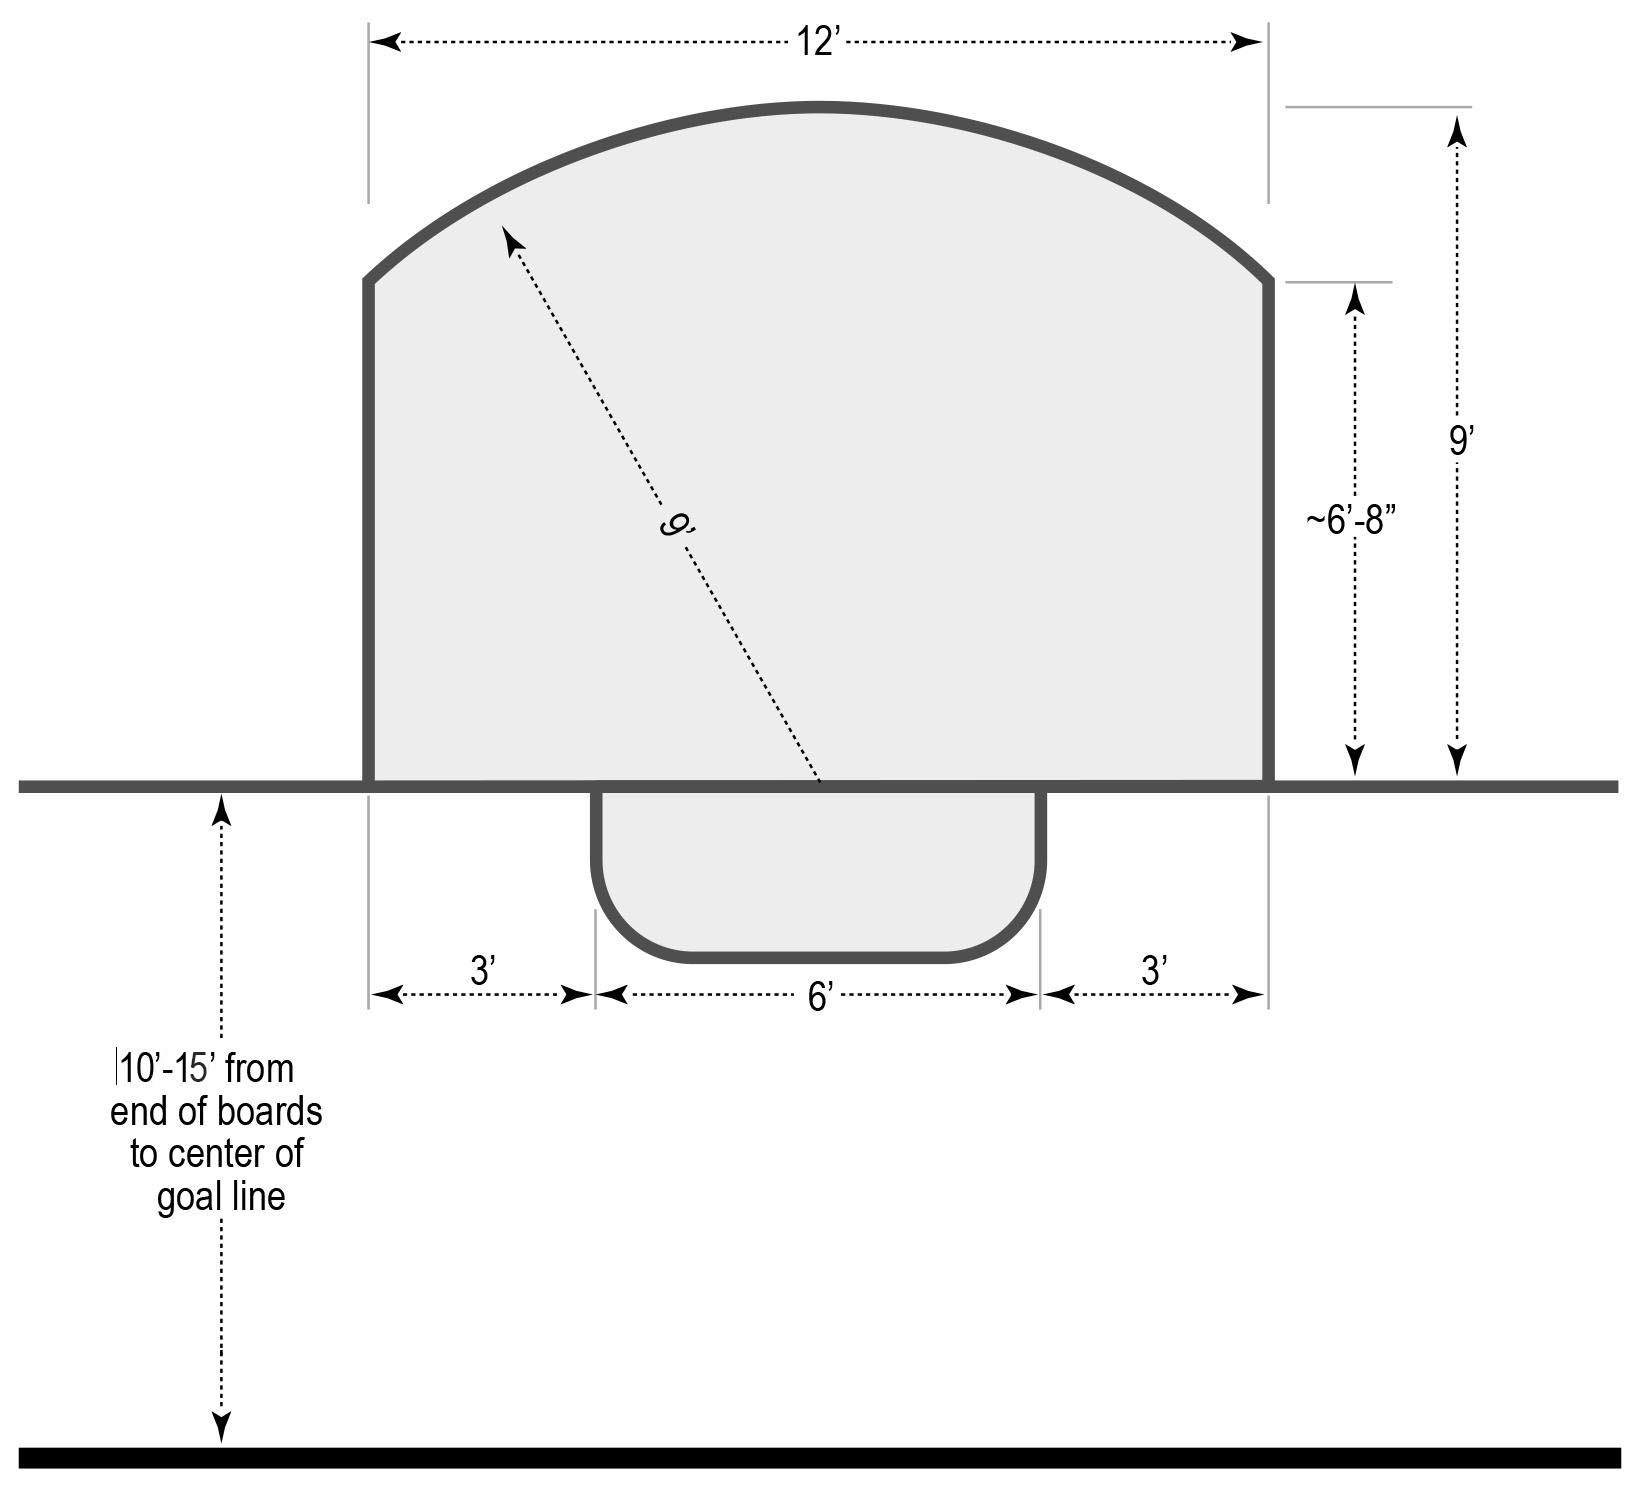 12’
9’
~6’-8”
9’
3’
6’
3’
10’-15’ from
end of boards
to center of
goal line